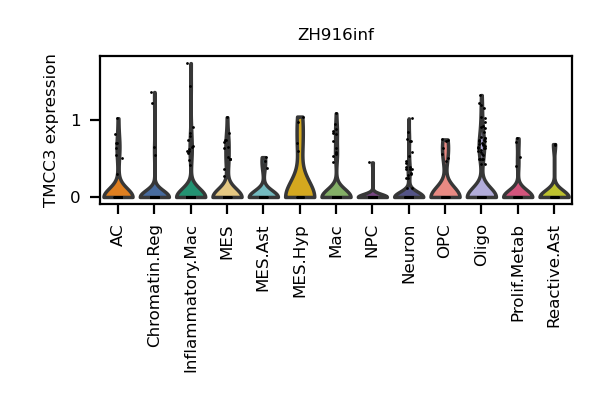 ZH916inf
TMCC3 expression
1
0
AC
Chromatin.Reg
Inflammatory.Mac
MES
MES.Ast
MES.Hyp
Mac
NPC
Neuron
OPC
Oligo
Prolif.Metab
Reactive.Ast